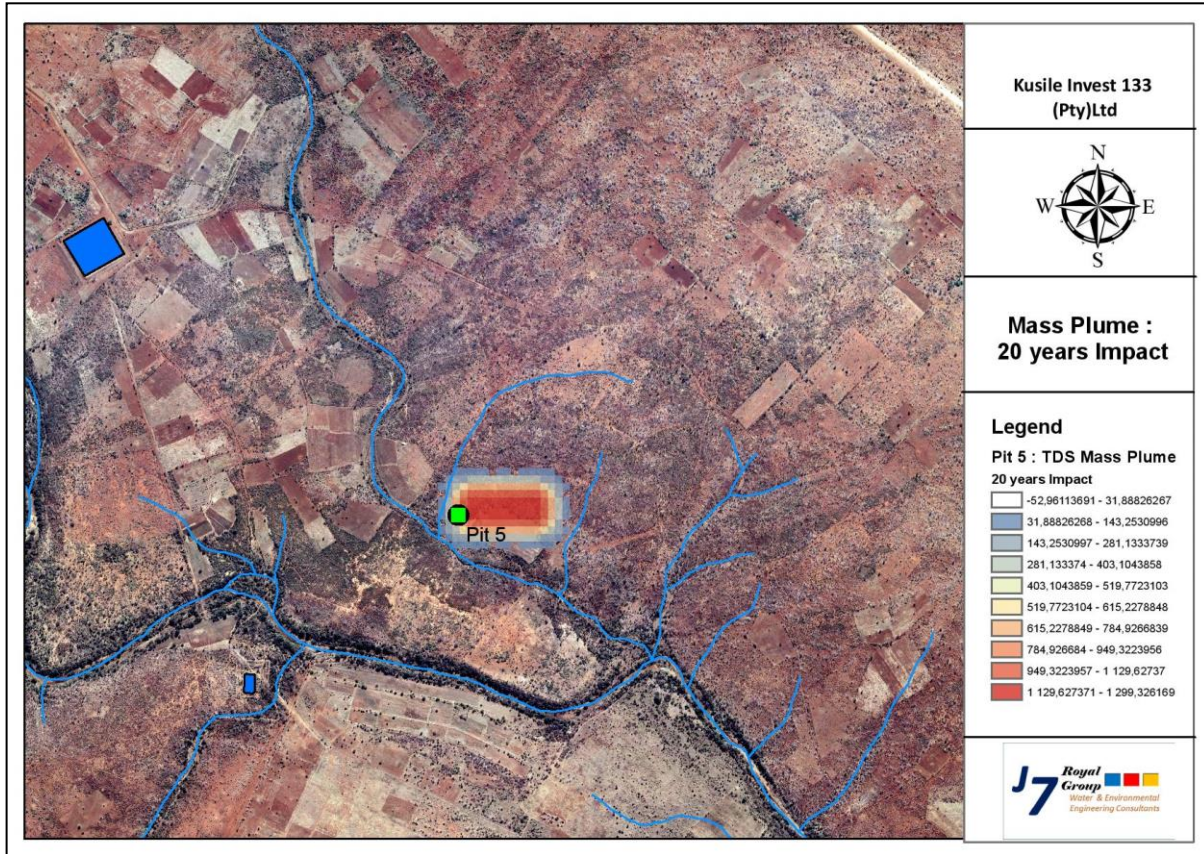 Kusile Invest 133
(Pty)Ltd
N
W E
S
Mass Plume :
20 years Impact
Legend
Pit 5 : TDS Mass Plume
20 years Impact
-52,96113691 - 31,88826267
31,88826268 - 143,2530996
143,2530997 - 281,1333739
281,133374 - 403,1043858
403,1043859 - 519,7723103
519,7723104 - 615,2278848
615,2278849 - 784,9266839
784,926684 - 949,3223956
949,3223957 - 1 129,62737
1 129,627371 - 1 299,326169
Pit 5
J7
Royal
Group
Water & Environmental
Engineering Consultants